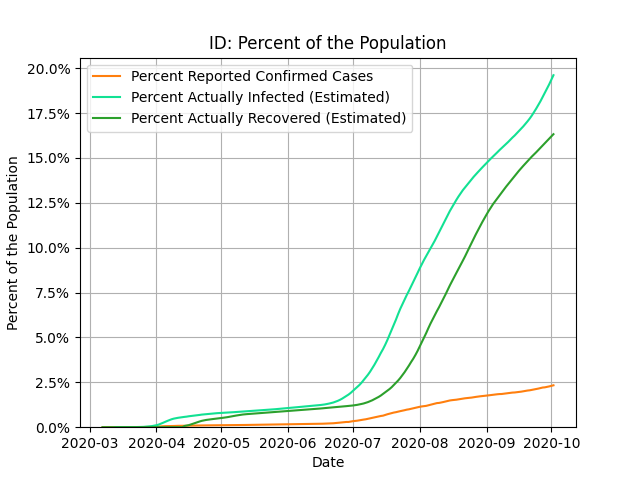 ID: Percent of the Population
Percent Reported Confirmed Cases
Percent Actually Infected (Estimated)
Percent Actually Recovered (Estimated)
20.0%
17.5%
15.0%
12.5%
10.0%
7.5%
5.0%
2.5%
0.0%
Percent of the Population
2020-03 2020-04 2020-05 2020-06 2020-07 2020-08 2020-09 2020-10
Date